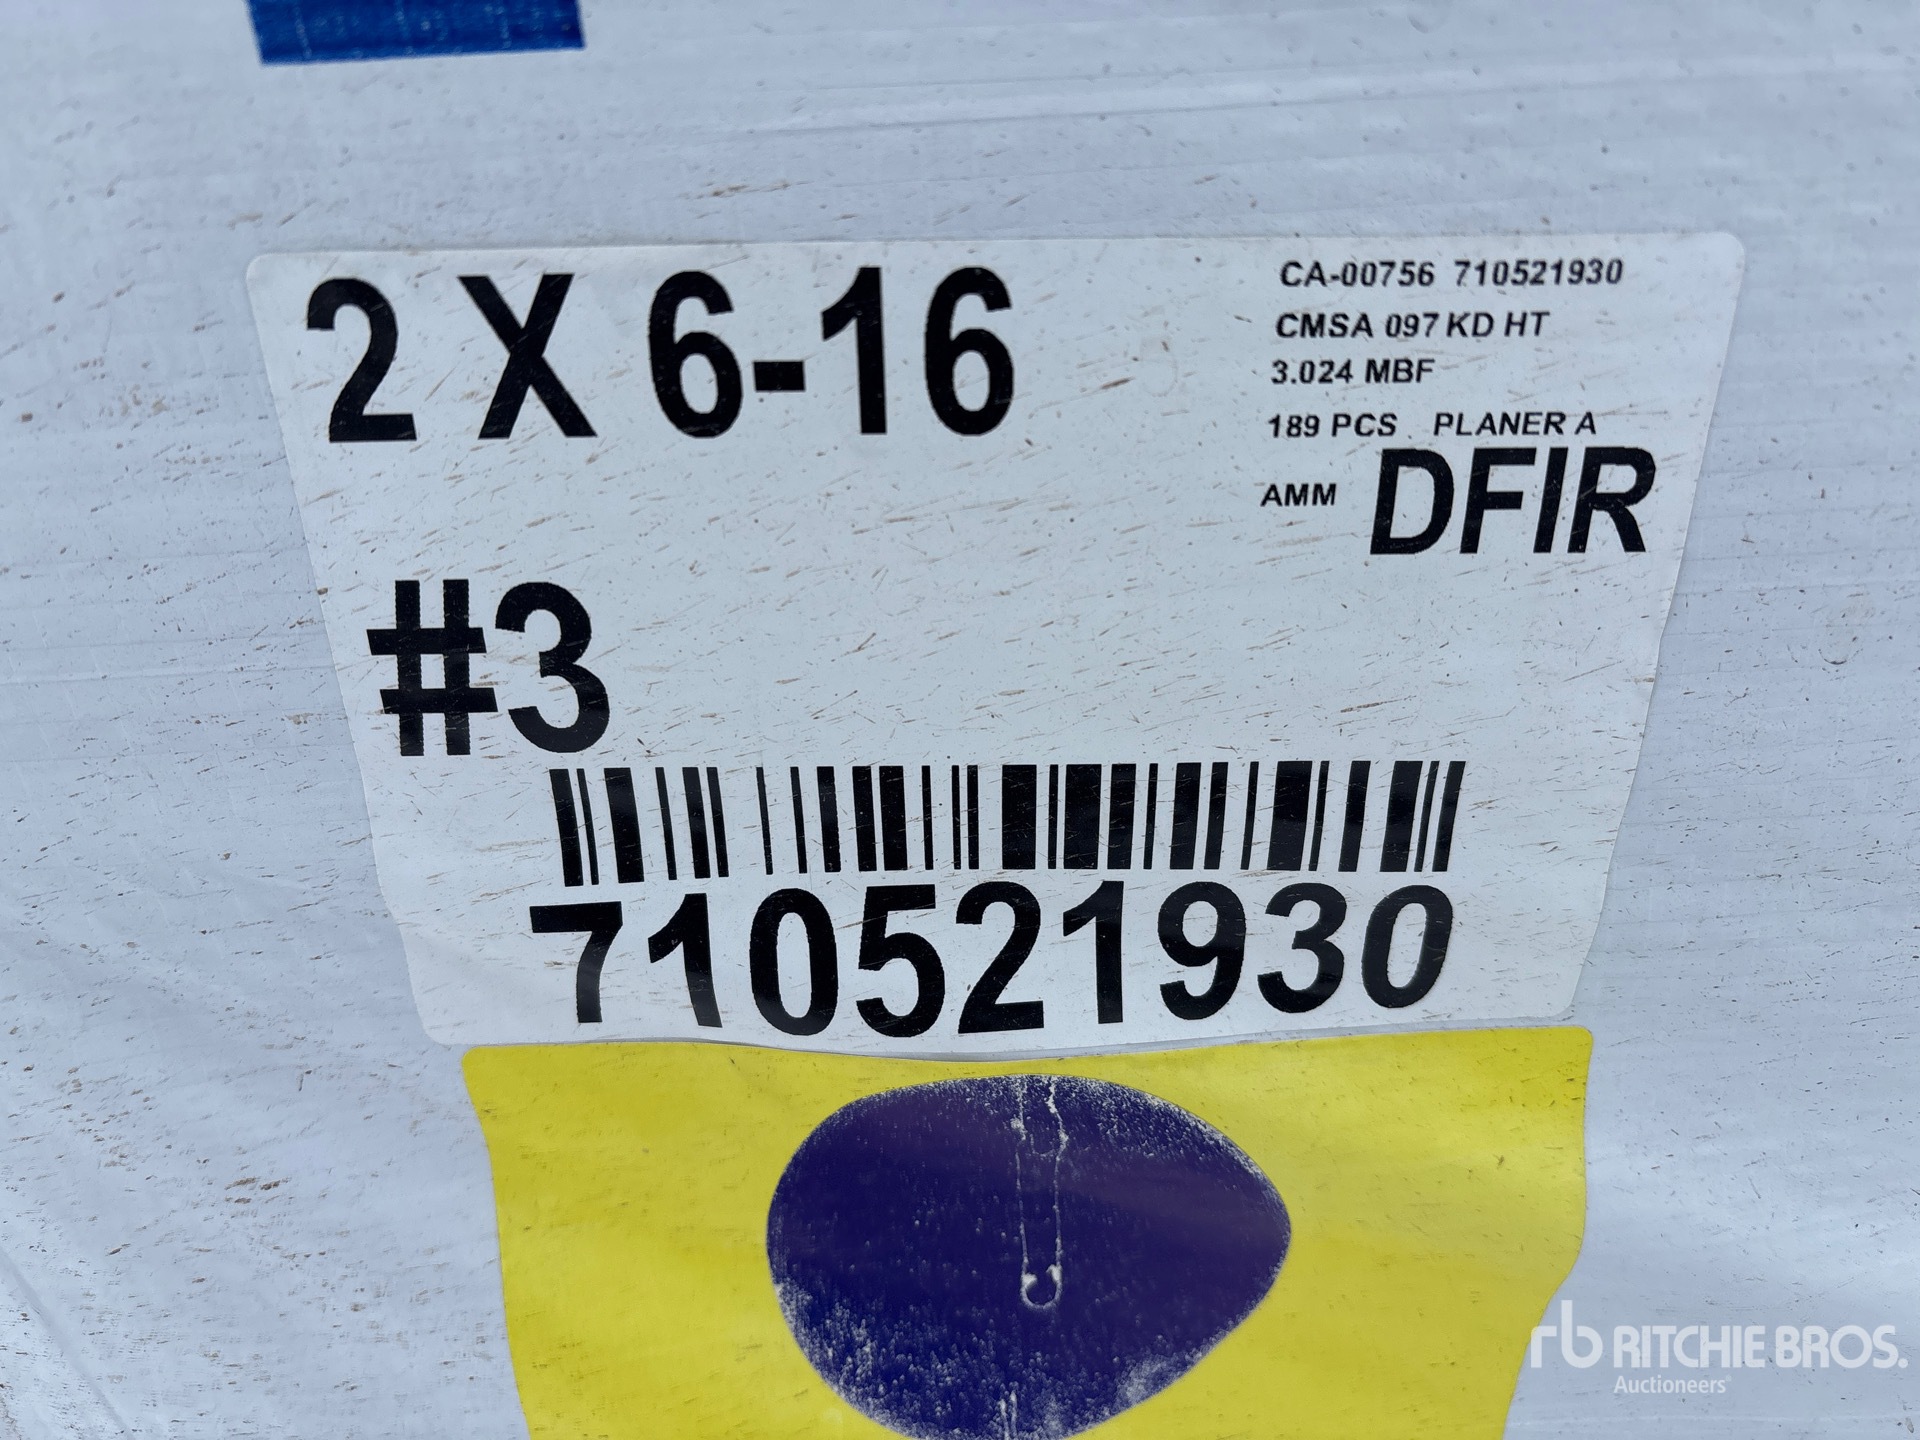 2 X 6-16
CA-00756 710521930
CMSA 097 KD HT
3.024 MBF
189 PCS PLANER A
AMM DFIR
#3
710521930
rb RITCHIE BROS.
Auctioneers